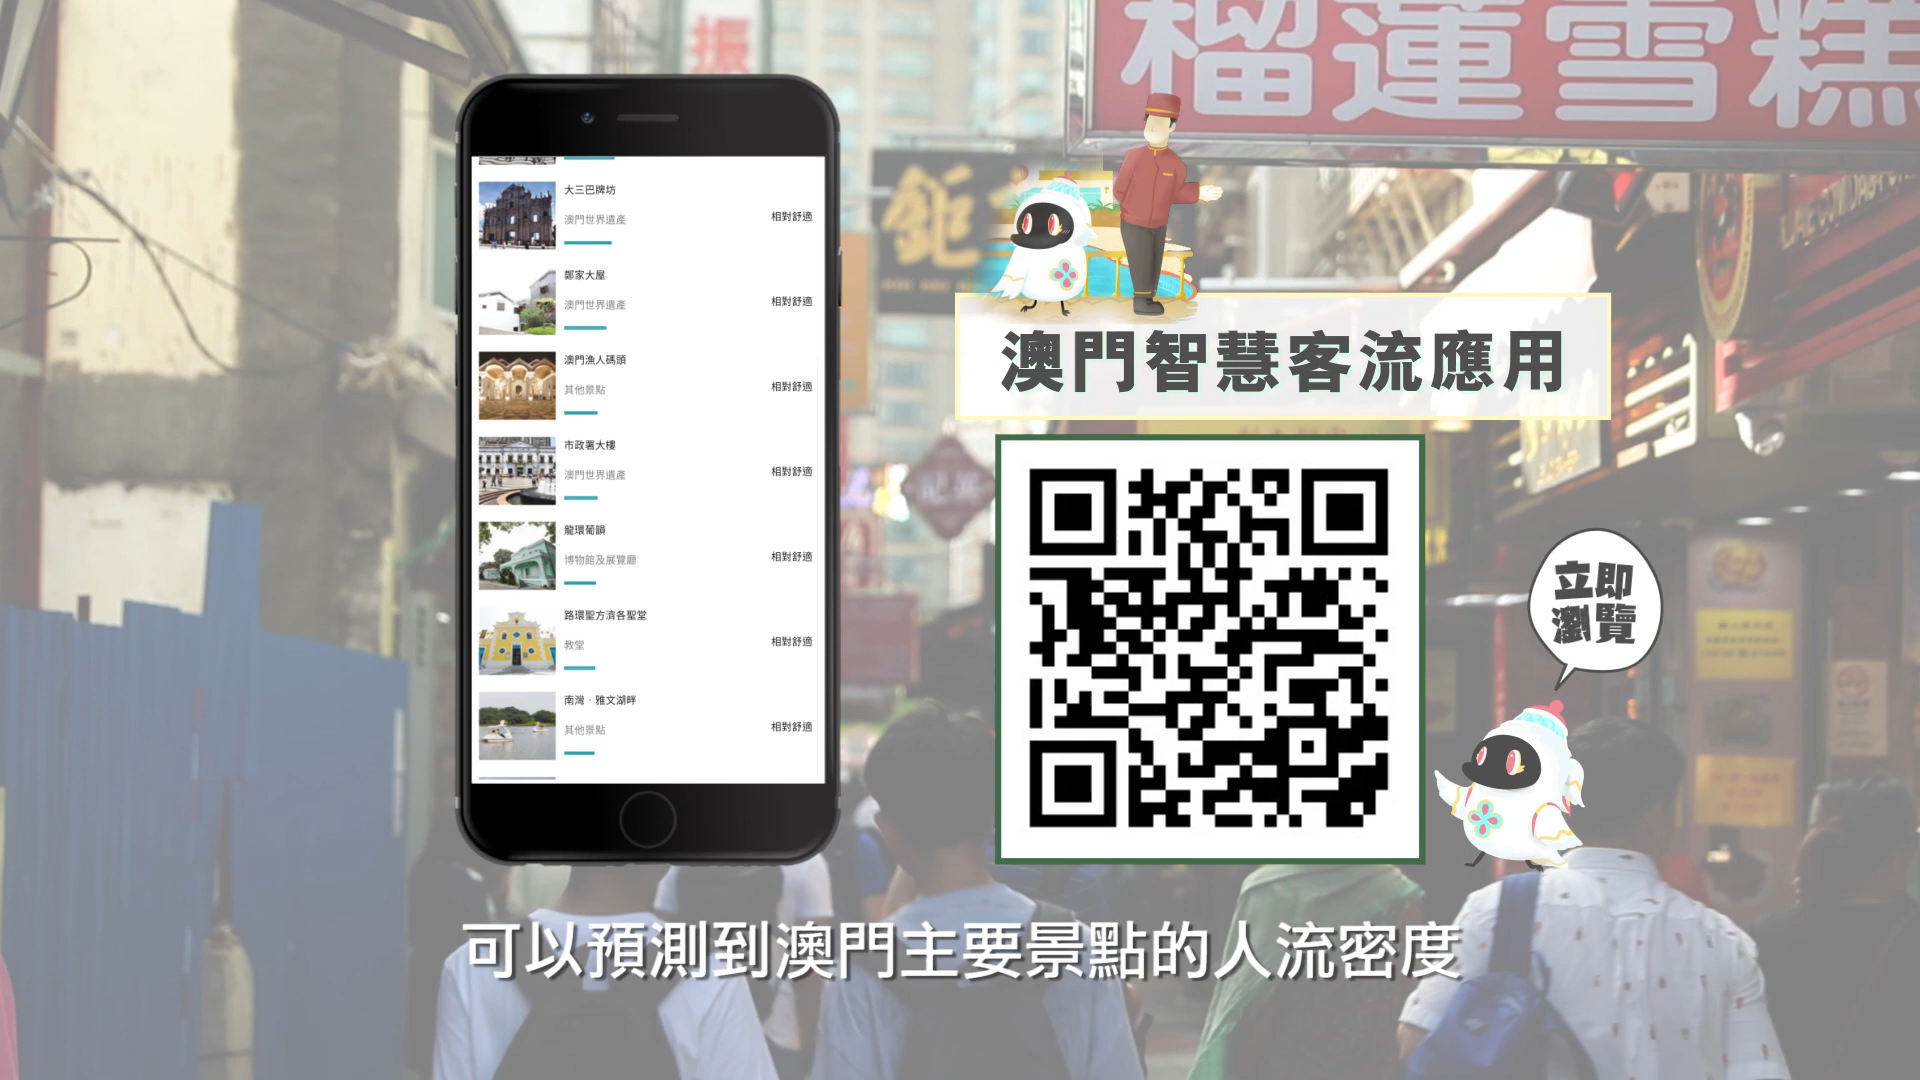 振
榴蓮雪糕
鉅
大三巴牌坊
澳門世界遺產
相對舒適
鄭家大屋
澳門世界遺產
相對舒適
澳門漁人碼頭
其他景點
相對舒適
市政署大樓
澳門世界遺產
相對舒適
龍環葡韻
博物館及展覽廳
相對舒適
路環聖方濟各聖堂
教堂
相對舒適
南灣‧雅文湖畔
其他景點
相對舒適
澳門智慧客流應用
立即
瀏覽
可以預測到澳門主要景點的人流密度